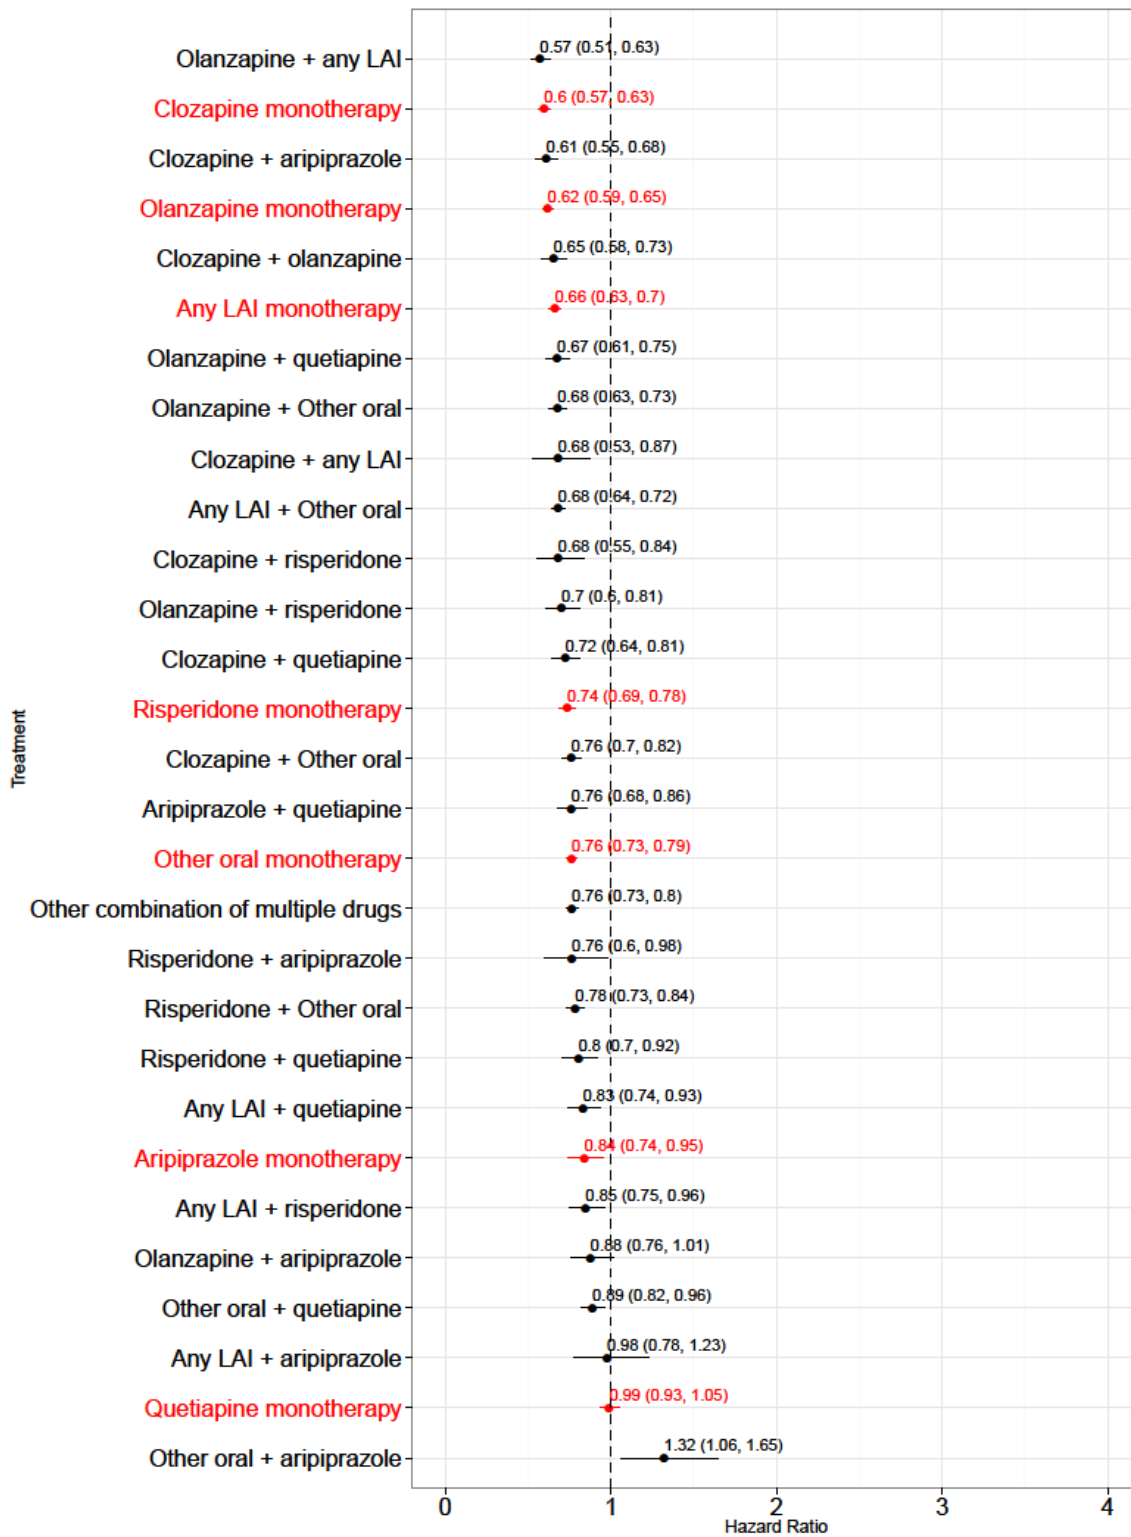 Treatment
Olanzapine + any LAI 0.57 (0.51, 0.63)
Clozapine monotherapy 0.6 (0.57, 0.63)
Clozapine + aripiprazole 0.61 (0.55, 0.68)
Olanzapine monotherapy 0.62 (0.59, 0.65)
Clozapine + olanzapine 0.65 (0.58, 0.73)
Any LAI monotherapy 0.66 (0.63, 0.7)
Olanzapine + quetiapine 0.67 (0.61, 0.75)
Olanzapine + Other oral 0.68 (0.63, 0.73)
Clozapine + any LAI 0.68 (0.53, 0.87)
Any LAI + Other oral 0.68 (0.64, 0.72)
Clozapine + risperidone 0.68 (0.55, 0.84)
Olanzapine + risperidone 0.7 (0.6, 0.81)
Clozapine + quetiapine 0.72 (0.64, 0.81)
Risperidone monotherapy 0.74 (0.69, 0.78)
Clozapine + Other oral 0.76 (0.7, 0.82)
Aripiprazole + quetiapine 0.76 (0.68, 0.86)
Other oral monotherapy 0.76 (0.73, 0.79)
Other combination of multiple drugs 0.76 (0.73, 0.8)
Risperidone + aripiprazole 0.76 (0.6, 0.98)
Risperidone + Other oral 0.78 (0.73, 0.84)
Risperidone + quetiapine 0.8 (0.7, 0.92)
Any LAI + quetiapine 0.83 (0.74, 0.93)
Aripiprazole monotherapy 0.84 (0.74, 0.95)
Any LAI + risperidone 0.85 (0.75, 0.96)
Olanzapine + aripiprazole 0.88 (0.76, 1.01)
Other oral + quetiapine 0.89 (0.82, 0.96)
Any LAI + aripiprazole 0.98 (0.78, 1.23)
Quetiapine monotherapy 0.99 (0.93, 1.05)
Other oral + aripiprazole 1.32 (1.06, 1.65)
0 1 2 3 4
Hazard Ratio